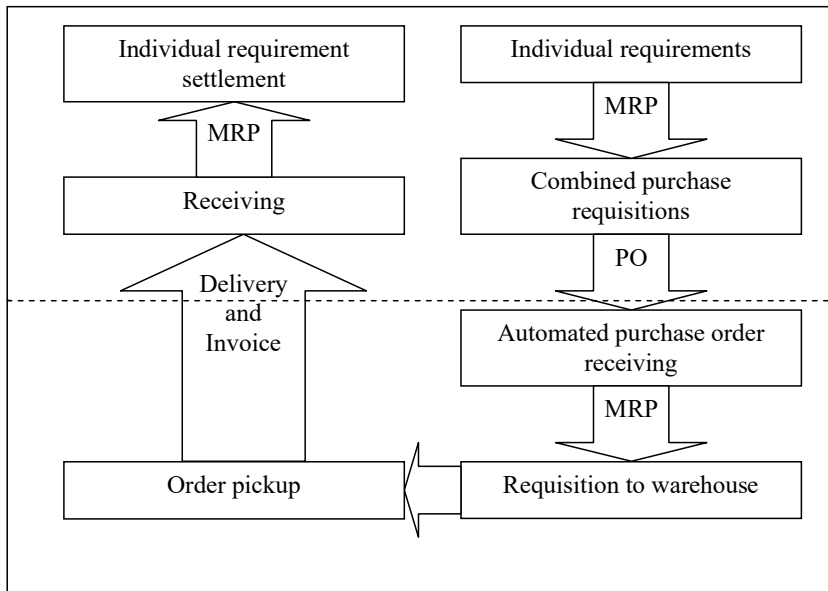 Individual requirement
settlement
MRP
Receiving
Delivery
and
Invoice
Order pickup
Individual requirements
MRP
Combined purchase
requisitions
PO
Automated purchase order
receiving
MRP
Requisition to warehouse